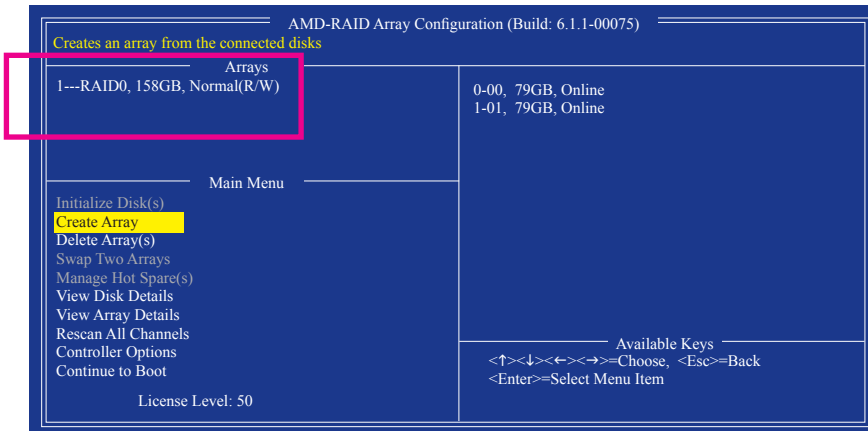 AMD-RAID Array Configuration (Build: 6.1.1-00075)
Creates an array from the connected disks
Arrays
1---RAID0, 158GB, Normal(R/W)
0-00, 79GB, Online
1-01, 79GB, Online
Main Menu
Initialize Disk(s)
Create Array
Delete Array(s)
Swap Two Arrays
Manage Hot Spare(s)
View Disk Details
View Array Details
Rescan All Channels
Controller Options
Continue to Boot
License Level: 50
Available Keys
<↑><↓><←><→>=Choose, <Esc>=Back
<Enter>=Select Menu Item